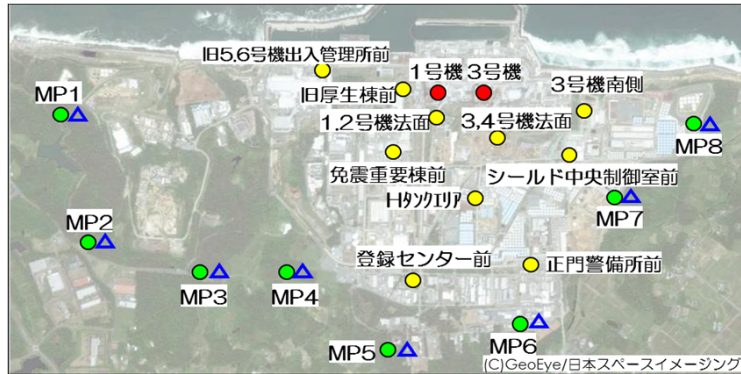 旧5.6号機出入管理所前
1号機
3号機
旧厚生棟前
3号機南側
MP1
1.2号機法面
3,4号機法面
MP8
免震重要棟前
シールド中央制御室前
Hタンクエリア
MP7
MP2
登録センター前
正門警備所前
MP3
MP4
MP5
MP6
(C)GeoEye/日本スペースイメージング